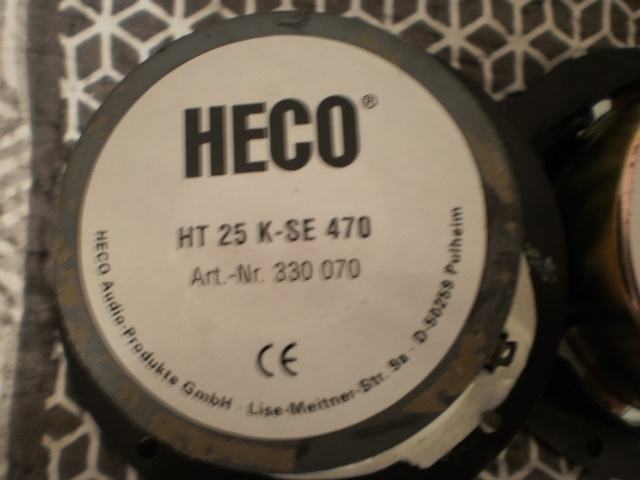 HECO®
HT 25 K-SE 470
Art.-Nr. 330 070
CE
HECO Audio-Produkte GmbH · Lise-Meitner-Str. 9a · D-50259 Pulheim